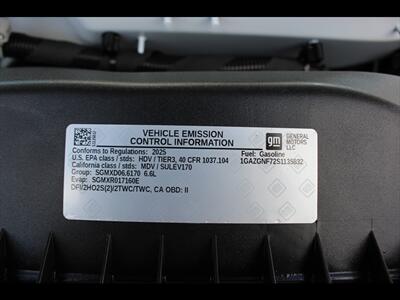 VEHICLE EMISSION
CONTROL INFORMATION
gm GENERAL
MOTORS
LLC
Conforms to Regulations: 2025
Fuel: Gasoline
U.S. EPA class / stds: HDV / TIER3, 40 CFR 1037.104
1GAZGNF72S1135832
California class / stds: MDV / SULEV170
Group: SGMXD06.6170 6.6L
Evap: SGMXR017160E
DFI/2HO2S(2)/2TWC/TWC, CA OBD: II